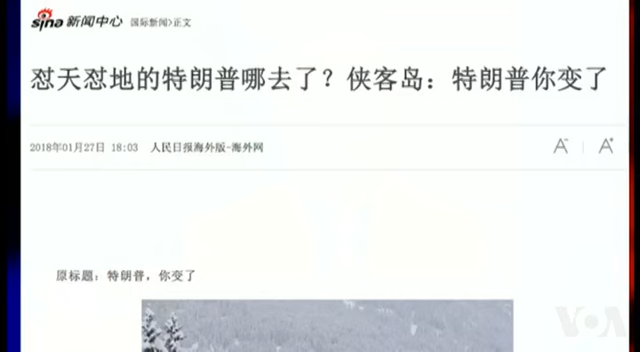 sina 新闻中心 国际新闻>正文
怼天怼地的特朗普哪去了？侠客岛：特朗普你变了
2018年01月27日 18:03 人民日报海外版-海外网 A- A+
原标题：特朗普，你变了
VOA